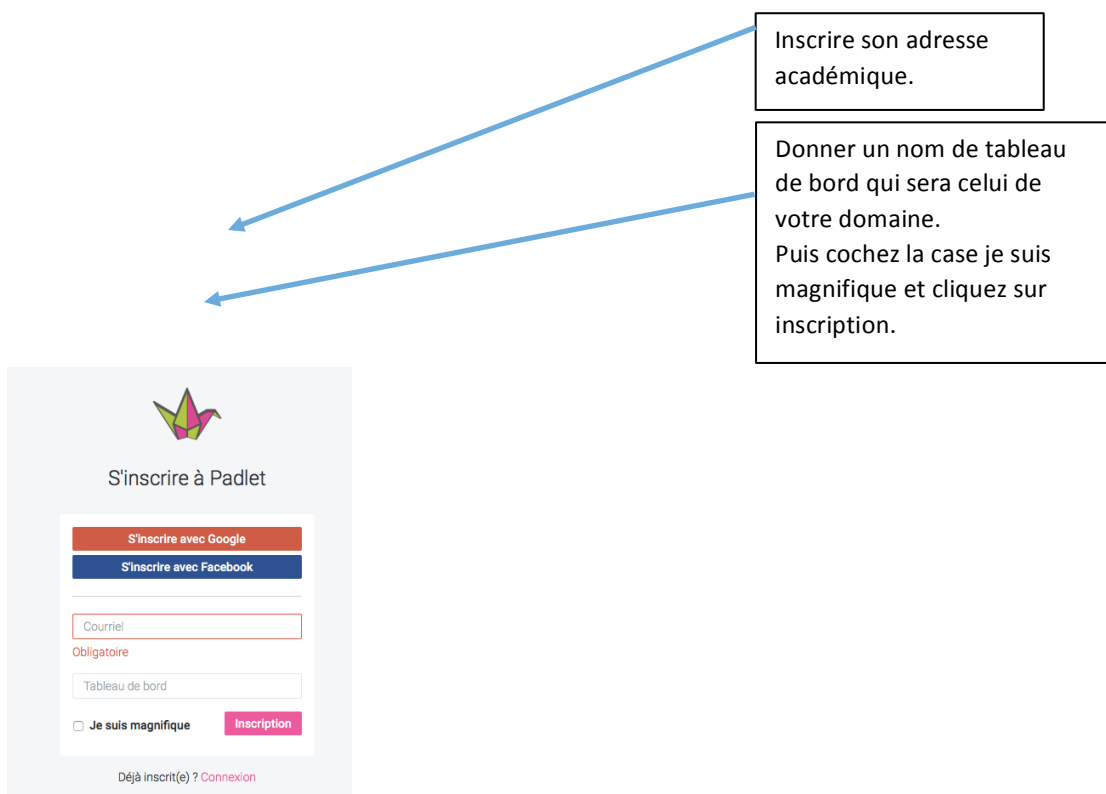 Inscrire son adresse
académique.
Donner un nom de tableau
de bord qui sera celui de
votre domaine.
Puis cochez la case je suis
magnifique et cliquez sur
inscription.
S'inscrire à Padlet
S'inscrire avec Google
S'inscrire avec Facebook
Courriel
Obligatoire
Tableau de bord
Je suis magnifique
Inscription
Déjà inscrit(e) ? Connexion